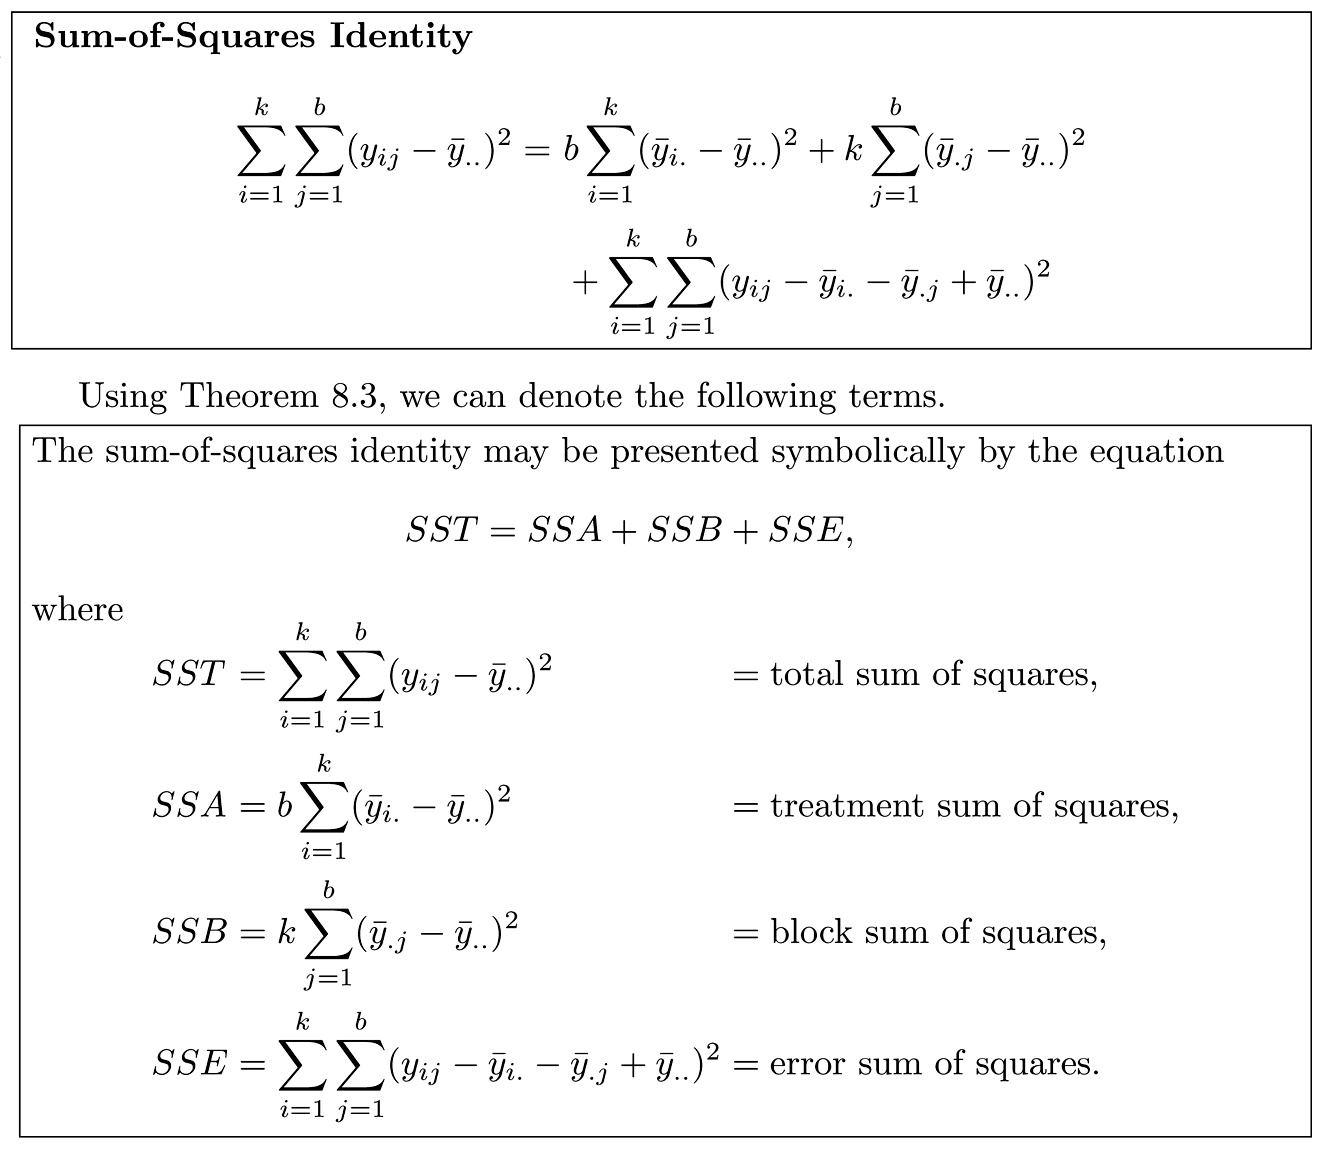 Sum-of-Squares Identity
$$\sum_{i=1}^{k}\sum_{j=1}^{b}(y_{ij}-\bar{y}_{..})^2 = b\sum_{i=1}^{k}(\bar{y}_{i.}-\bar{y}_{..})^2 + k\sum_{j=1}^{b}(\bar{y}_{.j}-\bar{y}_{..})^2$$
$$+\sum_{i=1}^{k}\sum_{j=1}^{b}(y_{ij}-\bar{y}_{i.}-\bar{y}_{.j}+\bar{y}_{..})^2$$
Using Theorem 8.3, we can denote the following terms.
The sum-of-squares identity may be presented symbolically by the equation
$$SST = SSA + SSB + SSE,$$
where
$SST = \sum_{i=1}^{k}\sum_{j=1}^{b}(y_{ij}-\bar{y}_{..})^2$ = total sum of squares,
$SSA = b\sum_{i=1}^{k}(\bar{y}_{i.}-\bar{y}_{..})^2$ = treatment sum of squares,
$SSB = k\sum_{j=1}^{b}(\bar{y}_{.j}-\bar{y}_{..})^2$ = block sum of squares,
$SSE = \sum_{i=1}^{k}\sum_{j=1}^{b}(y_{ij}-\bar{y}_{i.}-\bar{y}_{.j}+\bar{y}_{..})^2$ = error sum of squares.